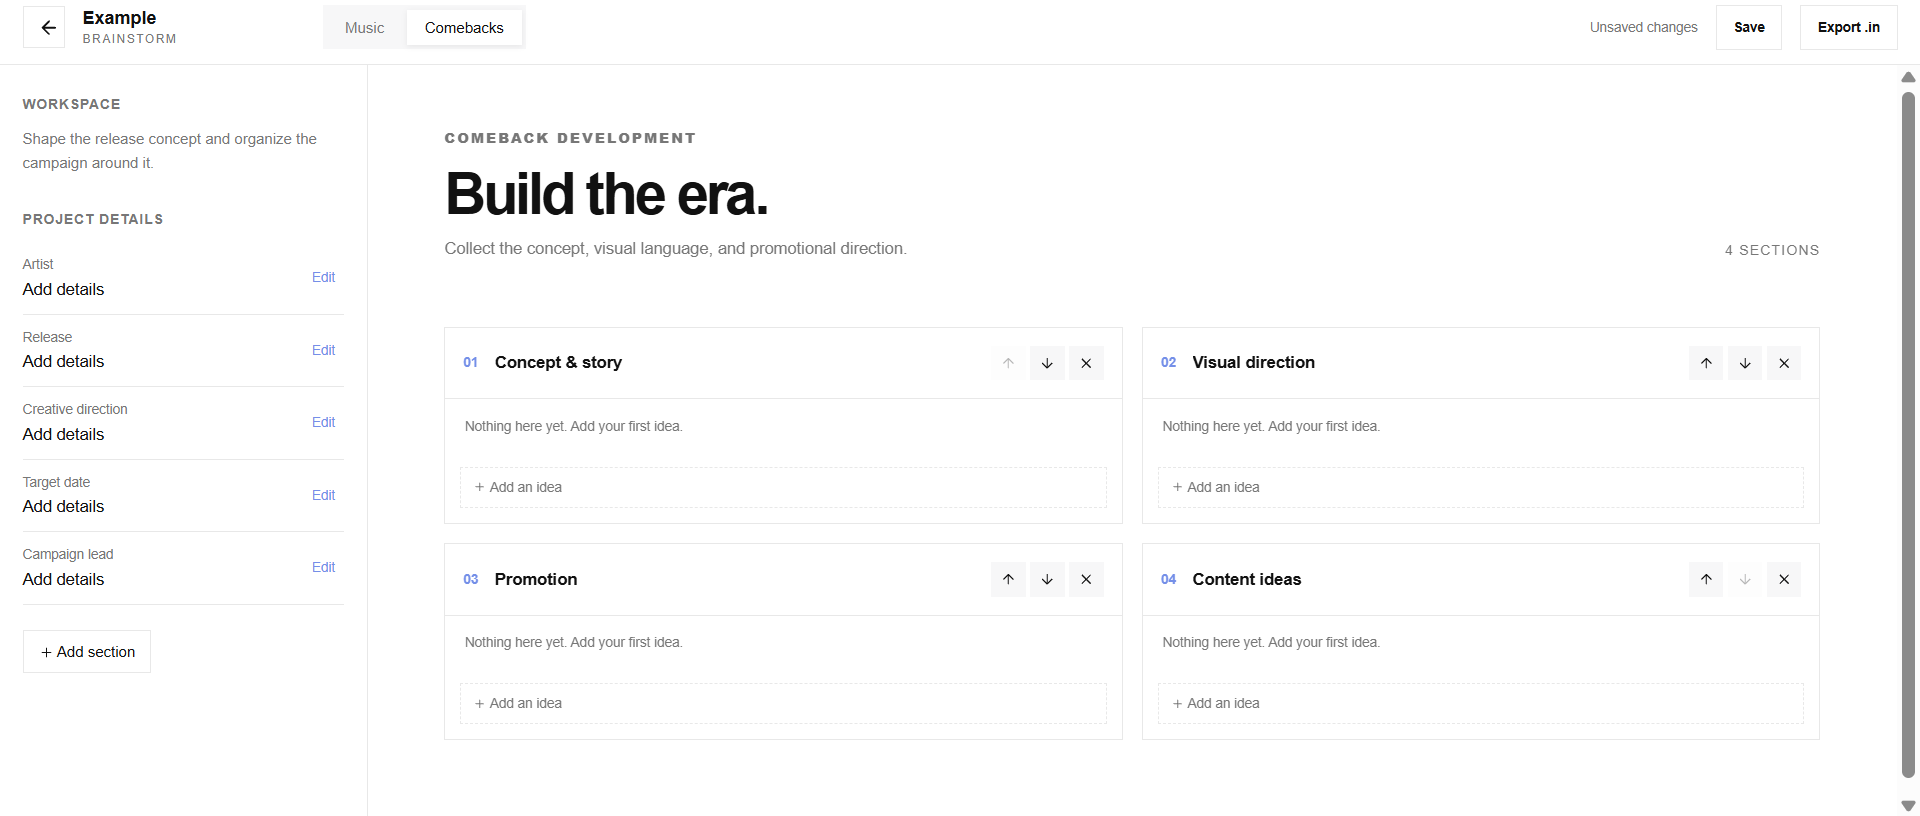 Example
BRAINSTORM
Music
Comebacks
Unsaved changes
Save
Export .in
WORKSPACE
Shape the release concept and organize the
campaign around it.
PROJECT DETAILS
Artist
Add details
Edit
Release
Add details
Edit
Creative direction
Add details
Edit
Target date
Add details
Edit
Campaign lead
Add details
Edit
+ Add section
COMEBACK DEVELOPMENT
Build the era.
Collect the concept, visual language, and promotional direction.
4 SECTIONS
01 Concept & story
Nothing here yet. Add your first idea.
+ Add an idea
02 Visual direction
Nothing here yet. Add your first idea.
+ Add an idea
03 Promotion
Nothing here yet. Add your first idea.
+ Add an idea
04 Content ideas
Nothing here yet. Add your first idea.
+ Add an idea